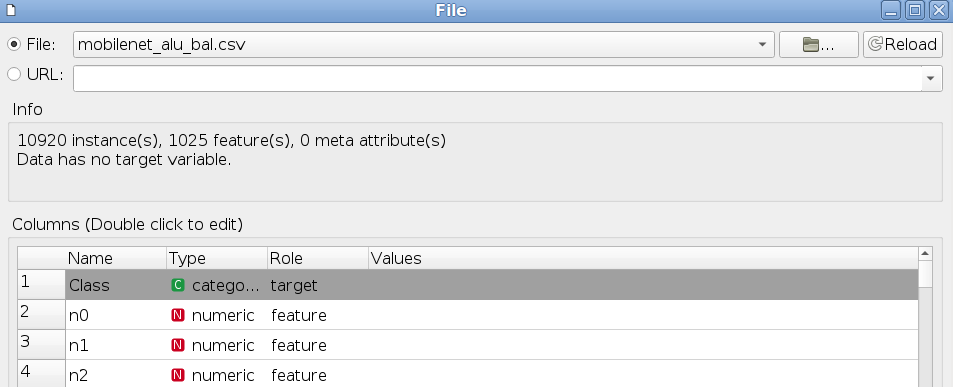 File
File: mobilenet_alu_bal.csv ... Reload
URL:
Info
10920 instance(s), 1025 feature(s), 0 meta attribute(s)
Data has no target variable.
Columns (Double click to edit)
Name Type Role Values
1 Class C catego... target
2 n0 N numeric feature
3 n1 N numeric feature
4 n2 N numeric feature